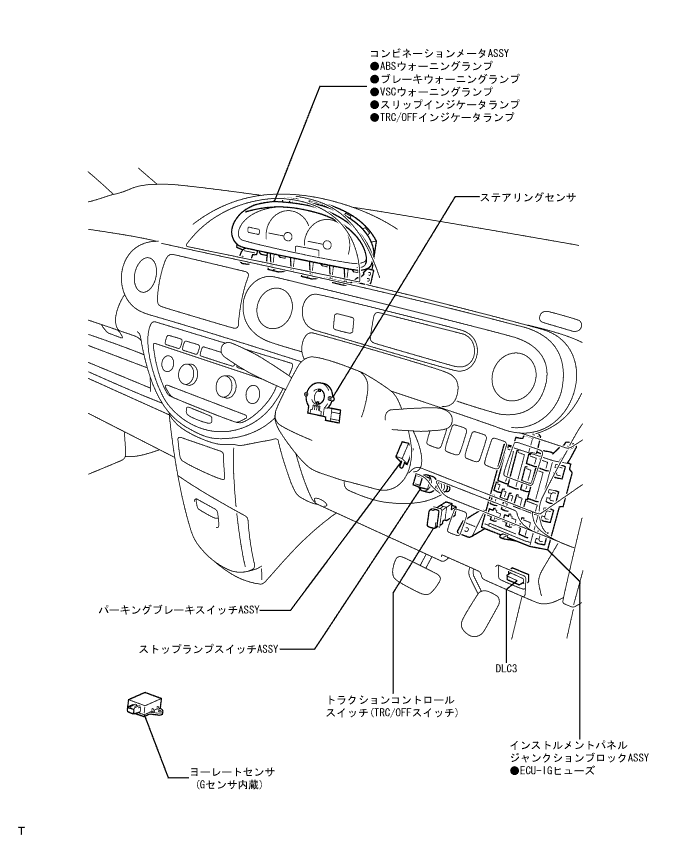 コンビネーションメータASSY
●ABSウォーニングランプ
●ブレーキウォーニングランプ
●VSCウォーニングランプ
●スリップインジケータランプ
●TRC/OFFインジケータランプ
ステアリングセンサ
パーキングブレーキスイッチASSY
ストップランプスイッチASSY
DLC3
トラクションコントロール
スイッチ(TRC/OFFスイッチ)
インストルメントパネル
ジャンクションブロックASSY
●ECU-IGヒューズ
ヨーレートセンサ
(Gセンサ内蔵)
T